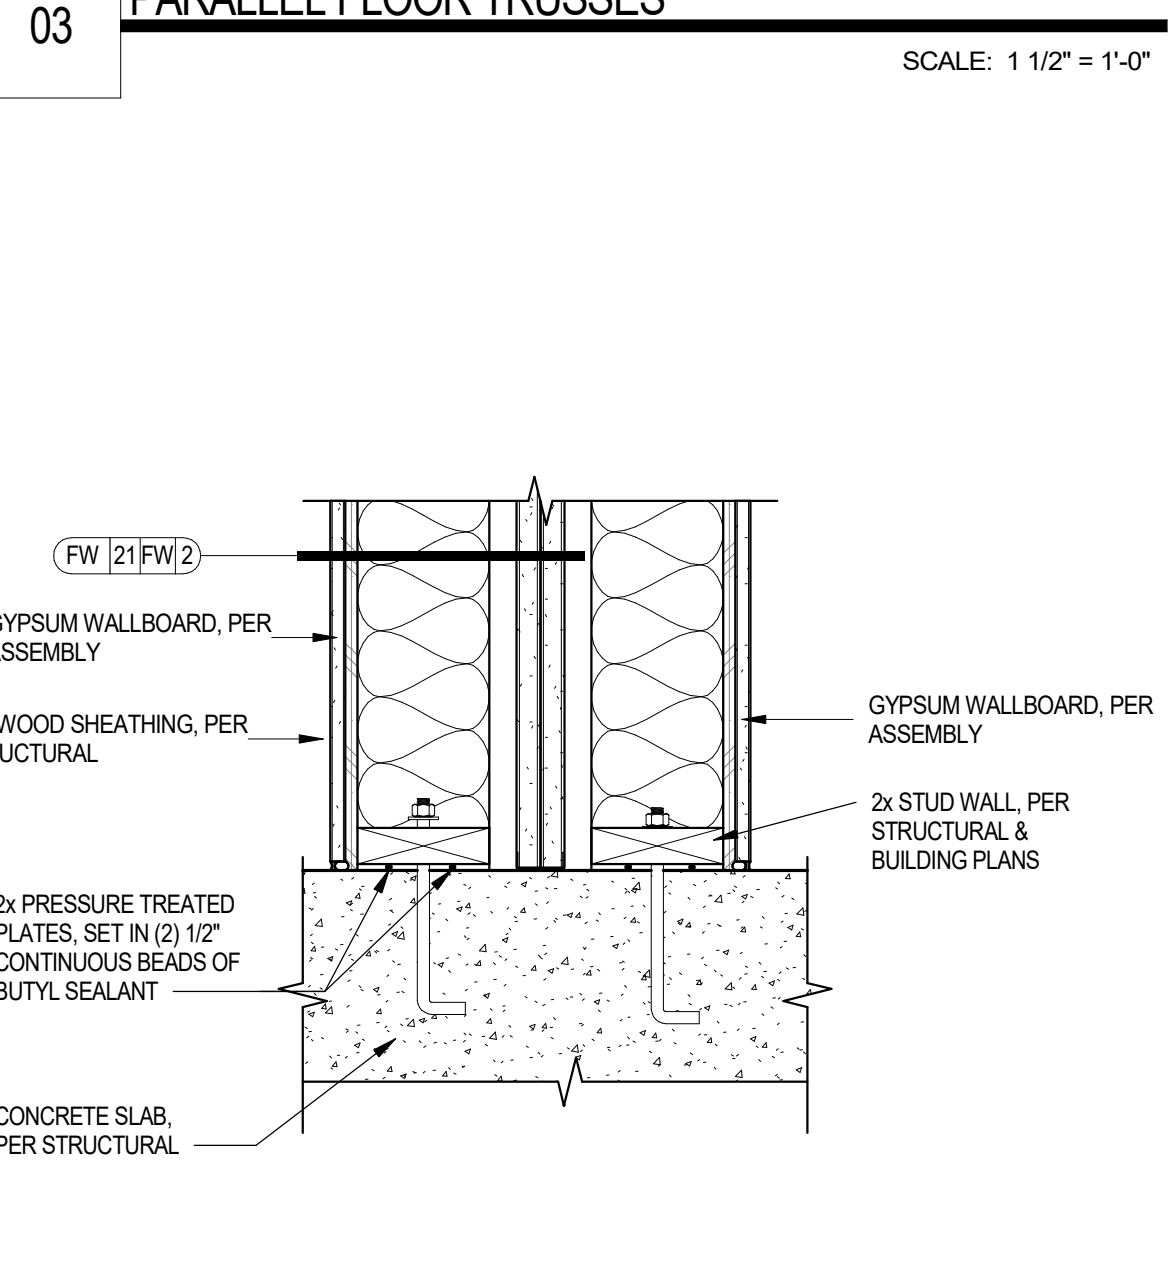 03
PARALLEL FLOOR TRUSSES
SCALE: 1 1/2" = 1'-0"
FW 21 FW 2
GYPSUM WALLBOARD, PER
ASSEMBLY
WOOD SHEATHING, PER
UCTURAL
GYPSUM WALLBOARD, PER
ASSEMBLY
2x STUD WALL, PER
STRUCTURAL &
BUILDING PLANS
2x PRESSURE TREATED
PLATES, SET IN (2) 1/2"
CONTINUOUS BEADS OF
BUTYL SEALANT
CONCRETE SLAB,
PER STRUCTURAL